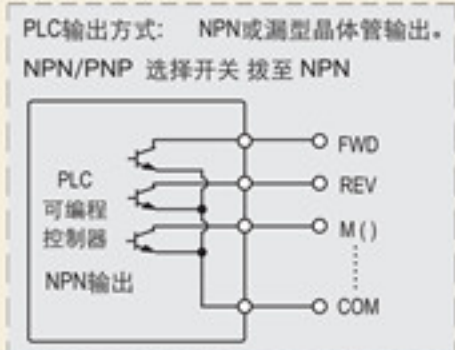 PLC输出方式: NPN或漏型晶体管输出。
NPN/PNP 选择开关 拨至 NPN
FWD
PLC
REV
可编程
M ( )
控制器
NPN输出
COM